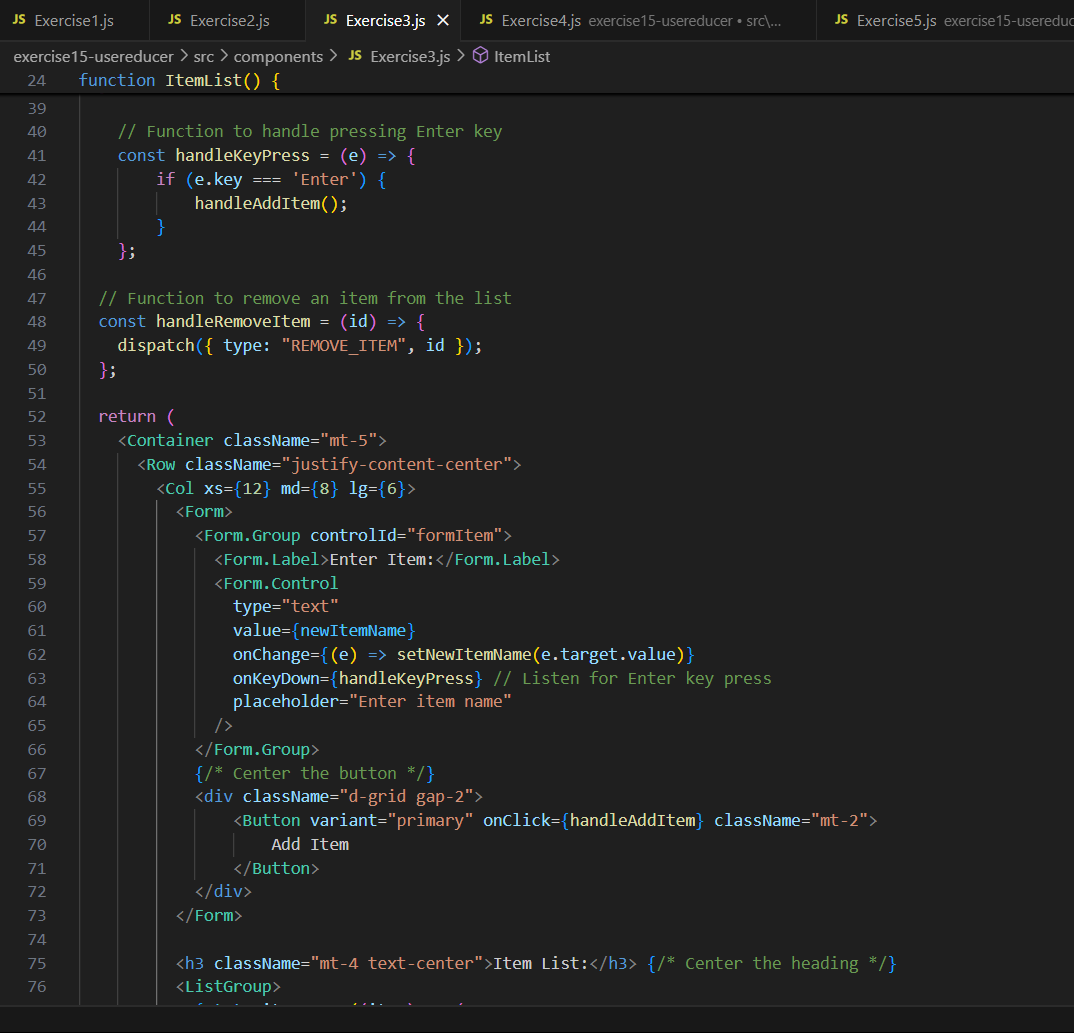 JS Exercise1.js JS Exercise2.js JS Exercise3.js JS Exercise4.js exercise15-usereducer • src\... JS Exercise5.js exercise15-usereduc
exercise15-usereducer > src > components > JS Exercise3.js > ItemList
24 function ItemList() {
39
40 // Function to handle pressing Enter key
41 const handleKeyPress = (e) => {
42 if (e.key === 'Enter') {
43 handleAddItem();
44 }
45 };
46
47 // Function to remove an item from the list
48 const handleRemoveItem = (id) => {
49 dispatch({ type: "REMOVE_ITEM", id });
50 };
51
52 return (
53 <Container className="mt-5">
54 <Row className="justify-content-center">
55 <Col xs={12} md={8} lg={6}>
56 <Form>
57 <Form.Group controlId="formItem">
58 <Form.Label>Enter Item:</Form.Label>
59 <Form.Control
60 type="text"
61 value={newItemName}
62 onChange={(e) => setNewItemName(e.target.value)}
63 onKeyDown={handleKeyPress} // Listen for Enter key press
64 placeholder="Enter item name"
65 />
66 </Form.Group>
67 {/* Center the button */}
68 <div className="d-grid gap-2">
69 <Button variant="primary" onClick={handleAddItem} className="mt-2">
70 Add Item
71 </Button>
72 </div>
73 </Form>
74
75 <h3 className="mt-4 text-center">Item List:</h3> {/* Center the heading */}
76 <ListGroup>